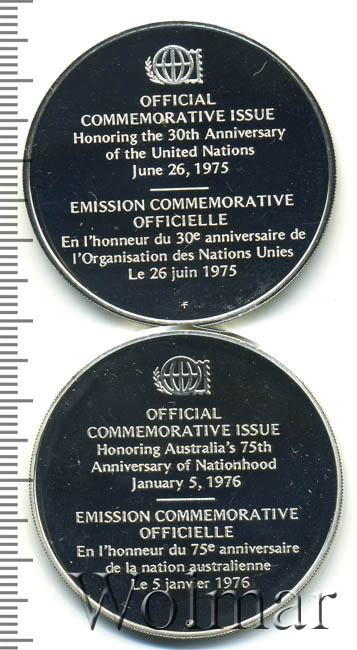 OFFICIAL
COMMEMORATIVE ISSUE
Honoring the 30th Anniversary
of the United Nations
June 26, 1975
EMISSION COMMEMORATIVE
OFFICIELLE
En l'honneur du 30e anniversaire de
l'Organisation des Nations Unies
Le 26 juin 1975
OFFICIAL
COMMEMORATIVE ISSUE
Honoring Australia's 75th
Anniversary of Nationhood
January 5, 1976
EMISSION COMMEMORATIVE
OFFICIELLE
En l'honneur du 75e anniversaire
de la nation australienne
Le 5 janvier 1976
Wolmar